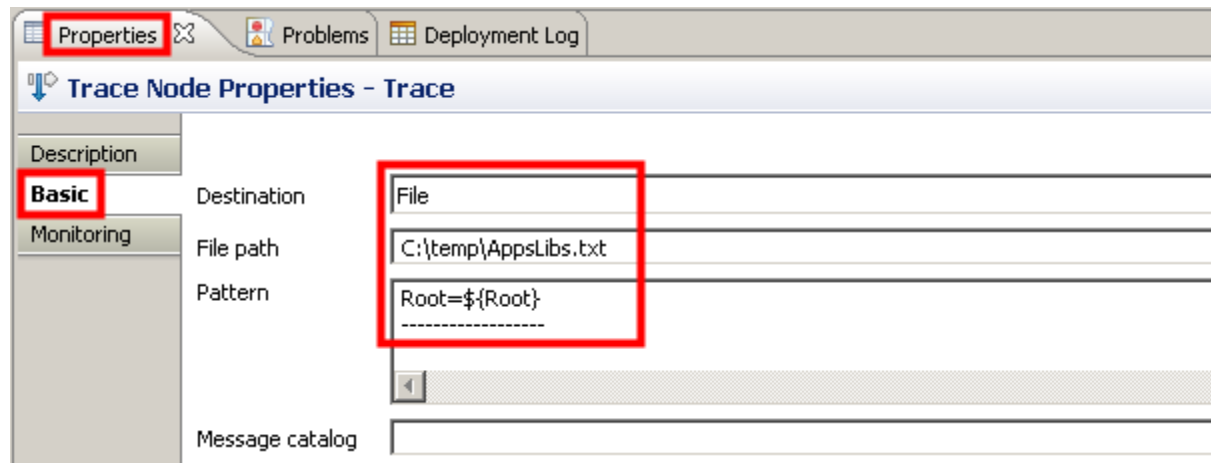 Properties Problems Deployment Log
Trace Node Properties - Trace
Description
Basic
Monitoring
Destination File
File path C:\temp\AppsLibs.txt
Pattern Root=${Root}
------------------
Message catalog